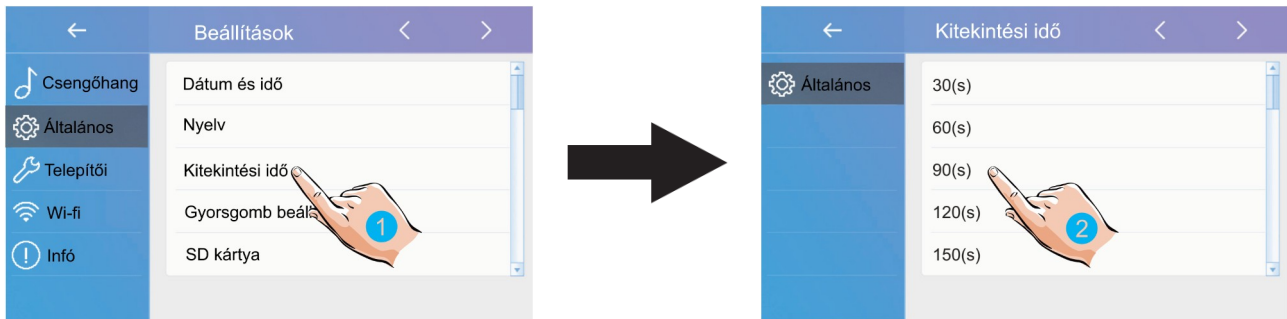 Beállítások
Csengőhang
Általános
Telepítői
Wi-fi
Infó
Dátum és idő
Nyelv
Kitekintési idő
Gyorsgomb
SD kártya
1
Kitekintési idő
Általános
30(s)
60(s)
90(s)
120(s)
150(s)
2